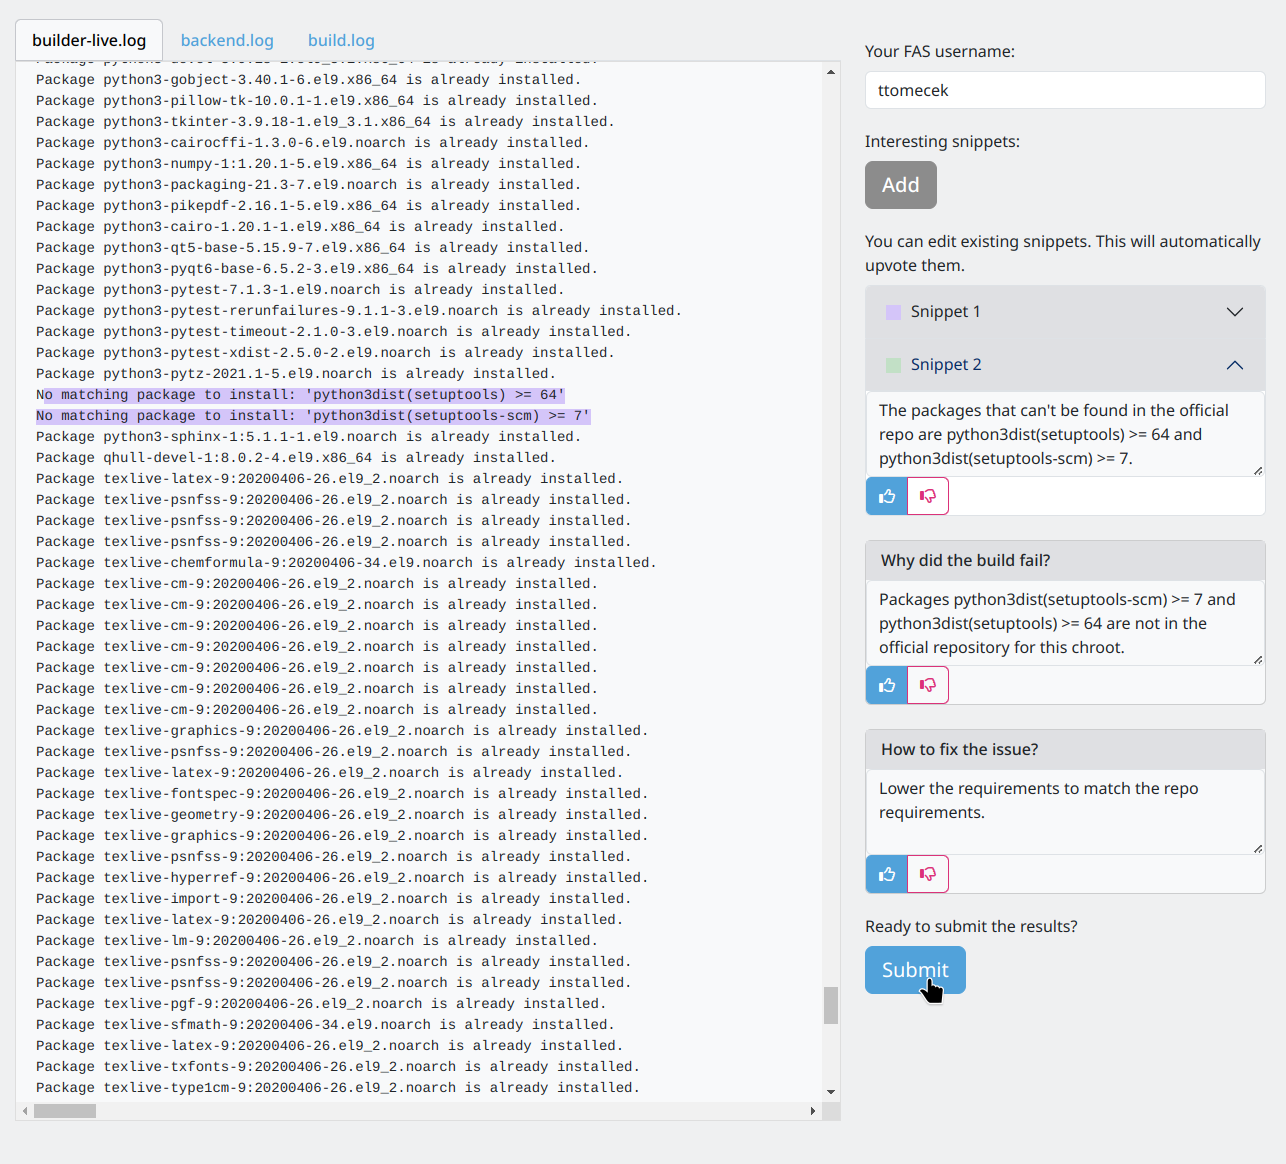 builder-live.log
backend.log
build.log
Package python3-gobject-3.40.1-6.el9.x86_64 is already installed.
Package python3-pillow-tk-10.0.1-1.el9.x86_64 is already installed.
Package python3-tkinter-3.9.18-1.el9_3.1.x86_64 is already installed.
Package python3-cairocffi-1.3.0-6.el9.noarch is already installed.
Package python3-numpy-1:1.20.1-5.el9.x86_64 is already installed.
Package python3-packaging-21.3-7.el9.noarch is already installed.
Package python3-pikepdf-2.16.1-5.el9.x86_64 is already installed.
Package python3-cairo-1.20.1-1.el9.x86_64 is already installed.
Package python3-qt5-base-5.15.9-7.el9.x86_64 is already installed.
Package python3-pyqt6-base-6.5.2-3.el9.x86_64 is already installed.
Package python3-pytest-7.1.3-1.el9.noarch is already installed.
Package python3-pytest-rerunfailures-9.1.1-3.el9.noarch is already installed.
Package python3-pytest-timeout-2.1.0-3.el9.noarch is already installed.
Package python3-pytest-xdist-2.5.0-2.el9.noarch is already installed.
Package python3-pytz-2021.1-5.el9.noarch is already installed.
No matching package to install: 'python3dist(setuptools) >= 64'
No matching package to install: 'python3dist(setuptools-scm) >= 7'
Package python3-sphinx-1:5.1.1-1.el9.noarch is already installed.
Package qhull-devel-1:8.0.2-4.el9.x86_64 is already installed.
Package texlive-latex-9:20200406-26.el9_2.noarch is already installed.
Package texlive-psnfss-9:20200406-26.el9_2.noarch is already installed.
Package texlive-psnfss-9:20200406-26.el9_2.noarch is already installed.
Package texlive-psnfss-9:20200406-26.el9_2.noarch is already installed.
Package texlive-chemformula-9:20200406-34.el9.noarch is already installed.
Package texlive-cm-9:20200406-26.el9_2.noarch is already installed.
Package texlive-cm-9:20200406-26.el9_2.noarch is already installed.
Package texlive-cm-9:20200406-26.el9_2.noarch is already installed.
Package texlive-cm-9:20200406-26.el9_2.noarch is already installed.
Package texlive-cm-9:20200406-26.el9_2.noarch is already installed.
Package texlive-cm-9:20200406-26.el9_2.noarch is already installed.
Package texlive-cm-9:20200406-26.el9_2.noarch is already installed.
Package texlive-graphics-9:20200406-26.el9_2.noarch is already installed.
Package texlive-psnfss-9:20200406-26.el9_2.noarch is already installed.
Package texlive-latex-9:20200406-26.el9_2.noarch is already installed.
Package texlive-fontspec-9:20200406-26.el9_2.noarch is already installed.
Package texlive-geometry-9:20200406-26.el9_2.noarch is already installed.
Package texlive-graphics-9:20200406-26.el9_2.noarch is already installed.
Package texlive-psnfss-9:20200406-26.el9_2.noarch is already installed.
Package texlive-hyperref-9:20200406-26.el9_2.noarch is already installed.
Package texlive-import-9:20200406-26.el9_2.noarch is already installed.
Package texlive-latex-9:20200406-26.el9_2.noarch is already installed.
Package texlive-lm-9:20200406-26.el9_2.noarch is already installed.
Package texlive-psnfss-9:20200406-26.el9_2.noarch is already installed.
Package texlive-psnfss-9:20200406-26.el9_2.noarch is already installed.
Package texlive-pgf-9:20200406-26.el9_2.noarch is already installed.
Package texlive-sfmath-9:20200406-34.el9.noarch is already installed.
Package texlive-latex-9:20200406-26.el9_2.noarch is already installed.
Package texlive-txfonts-9:20200406-26.el9_2.noarch is already installed.
Package texlive-type1cm-9:20200406-26.el9_2.noarch is already installed.
Your FAS username:
ttomecek
Interesting snippets:
Add
You can edit existing snippets. This will automatically
upvote them.
Snippet 1
Snippet 2
The packages that can't be found in the official
repo are python3dist(setuptools) >= 64 and
python3dist(setuptools-scm) >= 7.
Why did the build fail?
Packages python3dist(setuptools-scm) >= 7 and
python3dist(setuptools) >= 64 are not in the
official repository for this chroot.
How to fix the issue?
Lower the requirements to match the repo
requirements.
Ready to submit the results?
Submit